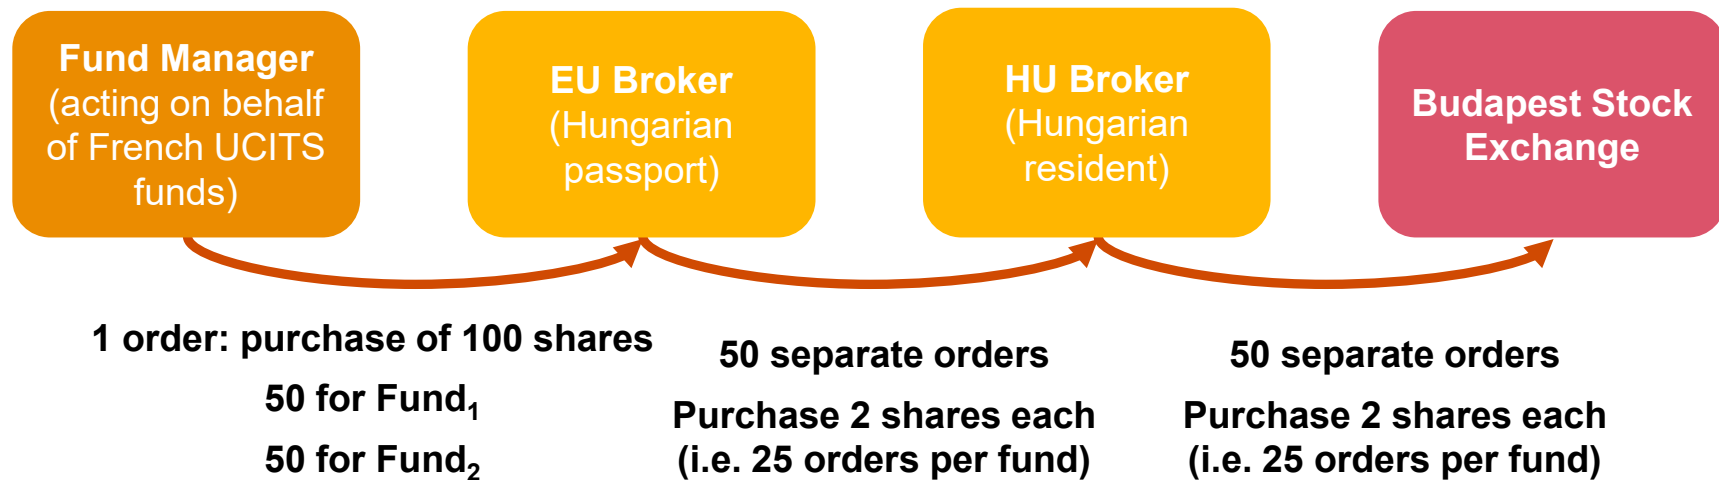 Fund Manager
(acting on behalf
of French UCITS
funds)
EU Broker
(Hungarian
passport)
HU Broker
(Hungarian
resident)
Budapest Stock
Exchange
1 order: purchase of 100 shares
50 for Fund₁
50 for Fund₂
50 separate orders
Purchase 2 shares each
(i.e. 25 orders per fund)
50 separate orders
Purchase 2 shares each
(i.e. 25 orders per fund)